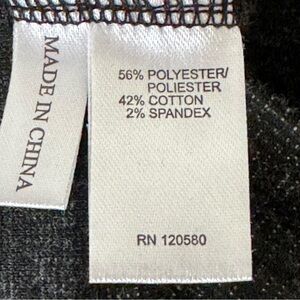 MADE IN CHINA
56% POLYESTER/
POLIESTER
42% COTTON
2% SPANDEX
RN 120580